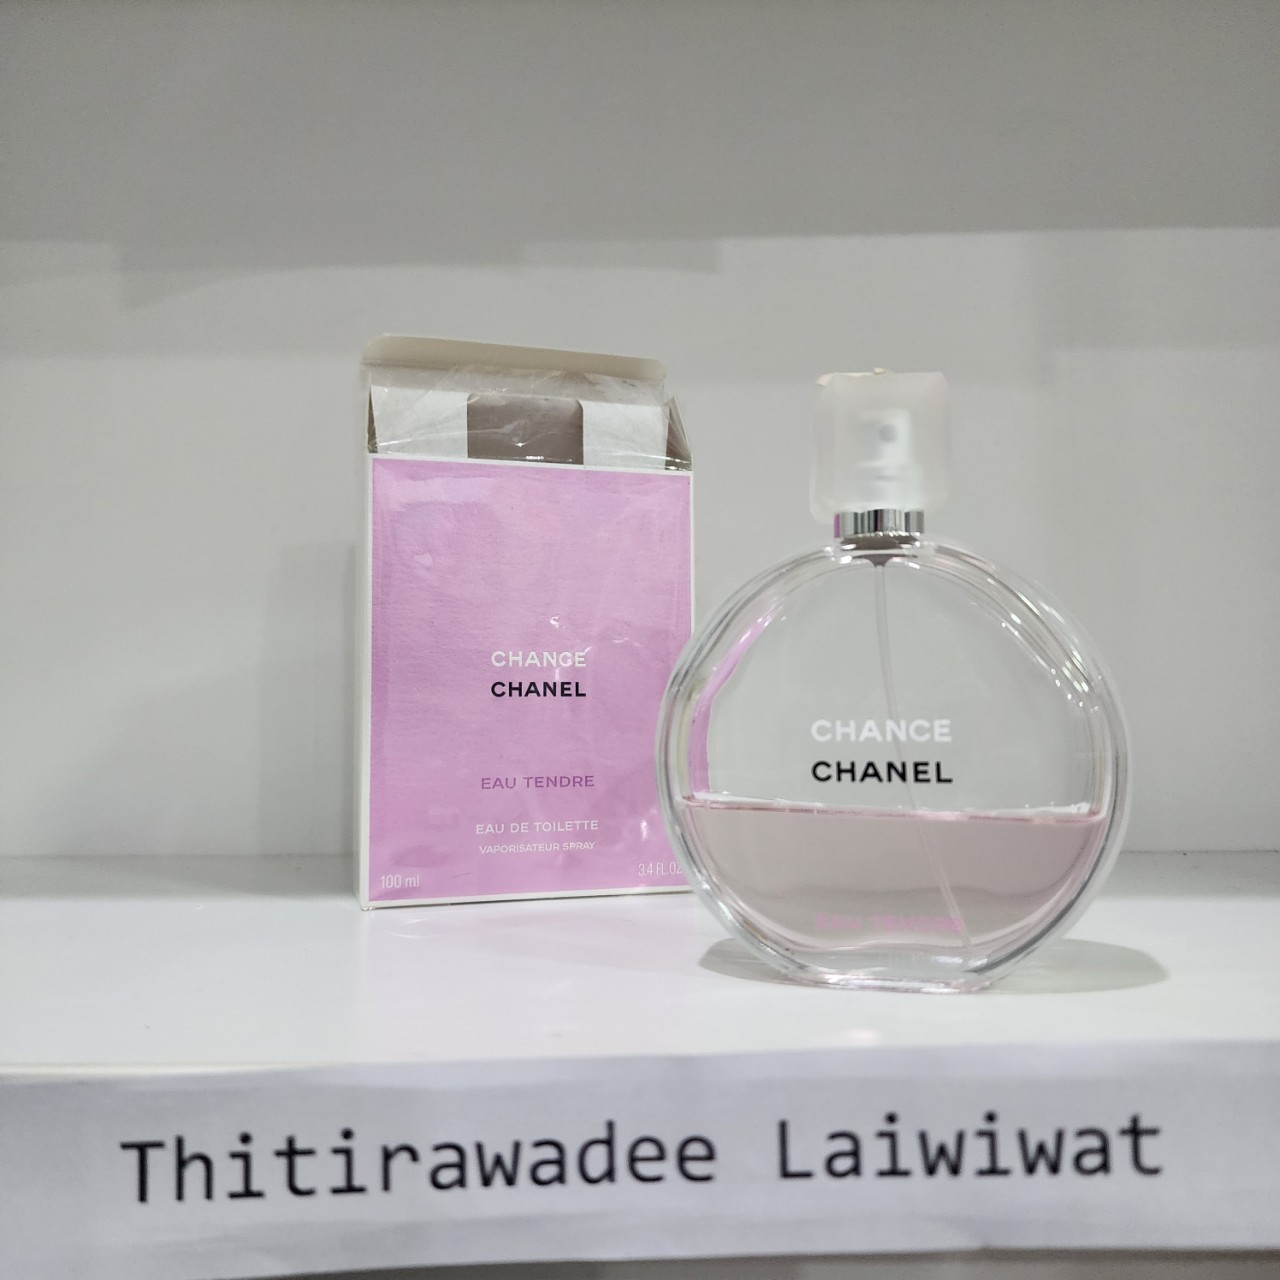 CHANCE
CHANEL
EAU TENDRE
EAU DE TOILETTE
VAPORISATEUR SPRAY
100 ml
3.4 FL.OZ
CHANCE
CHANEL
EAU TENDRE
Thitirawadee Laiwiwat